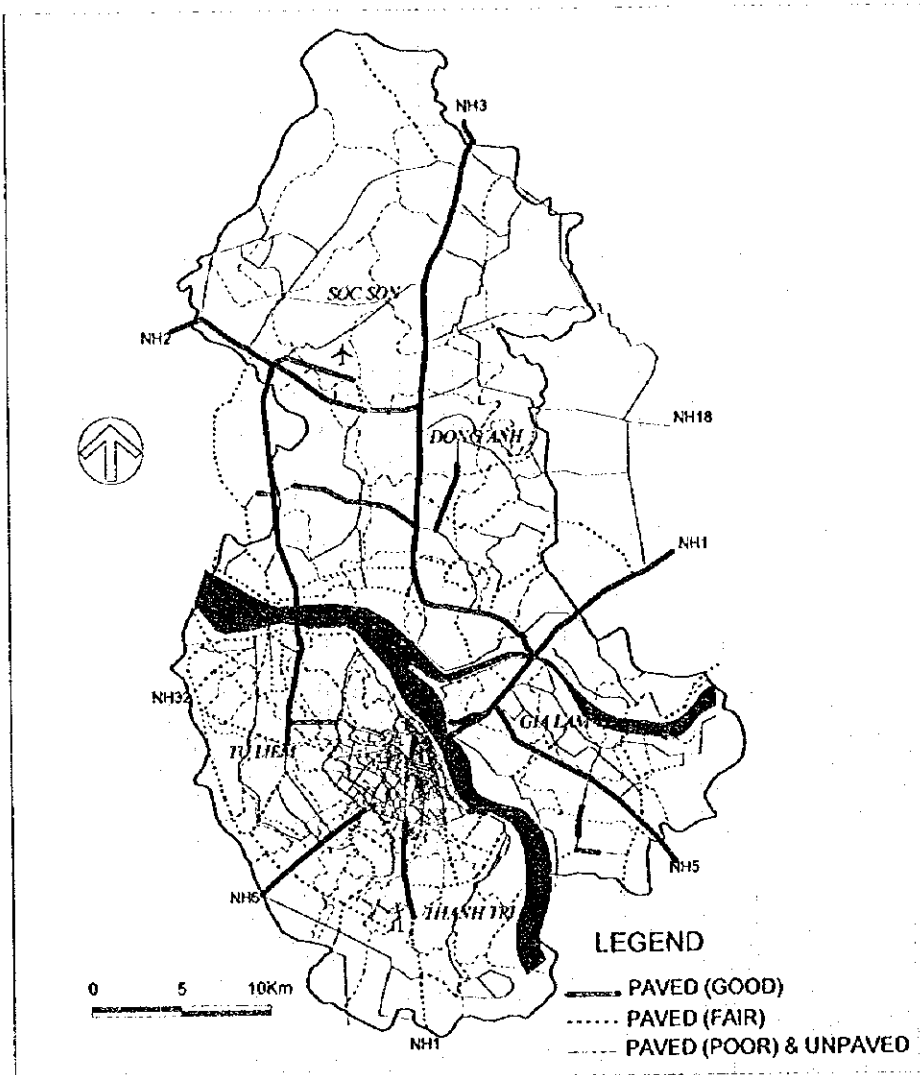 NH3
SOC SON
NH2
NH18
DONG ANH
NH1
NH32
GIA LAM
TU LIEM
NH5
NH6
THANH TRI
LEGEND
0 5 10Km
PAVED (GOOD)
PAVED (FAIR)
PAVED (POOR) & UNPAVED
NH1